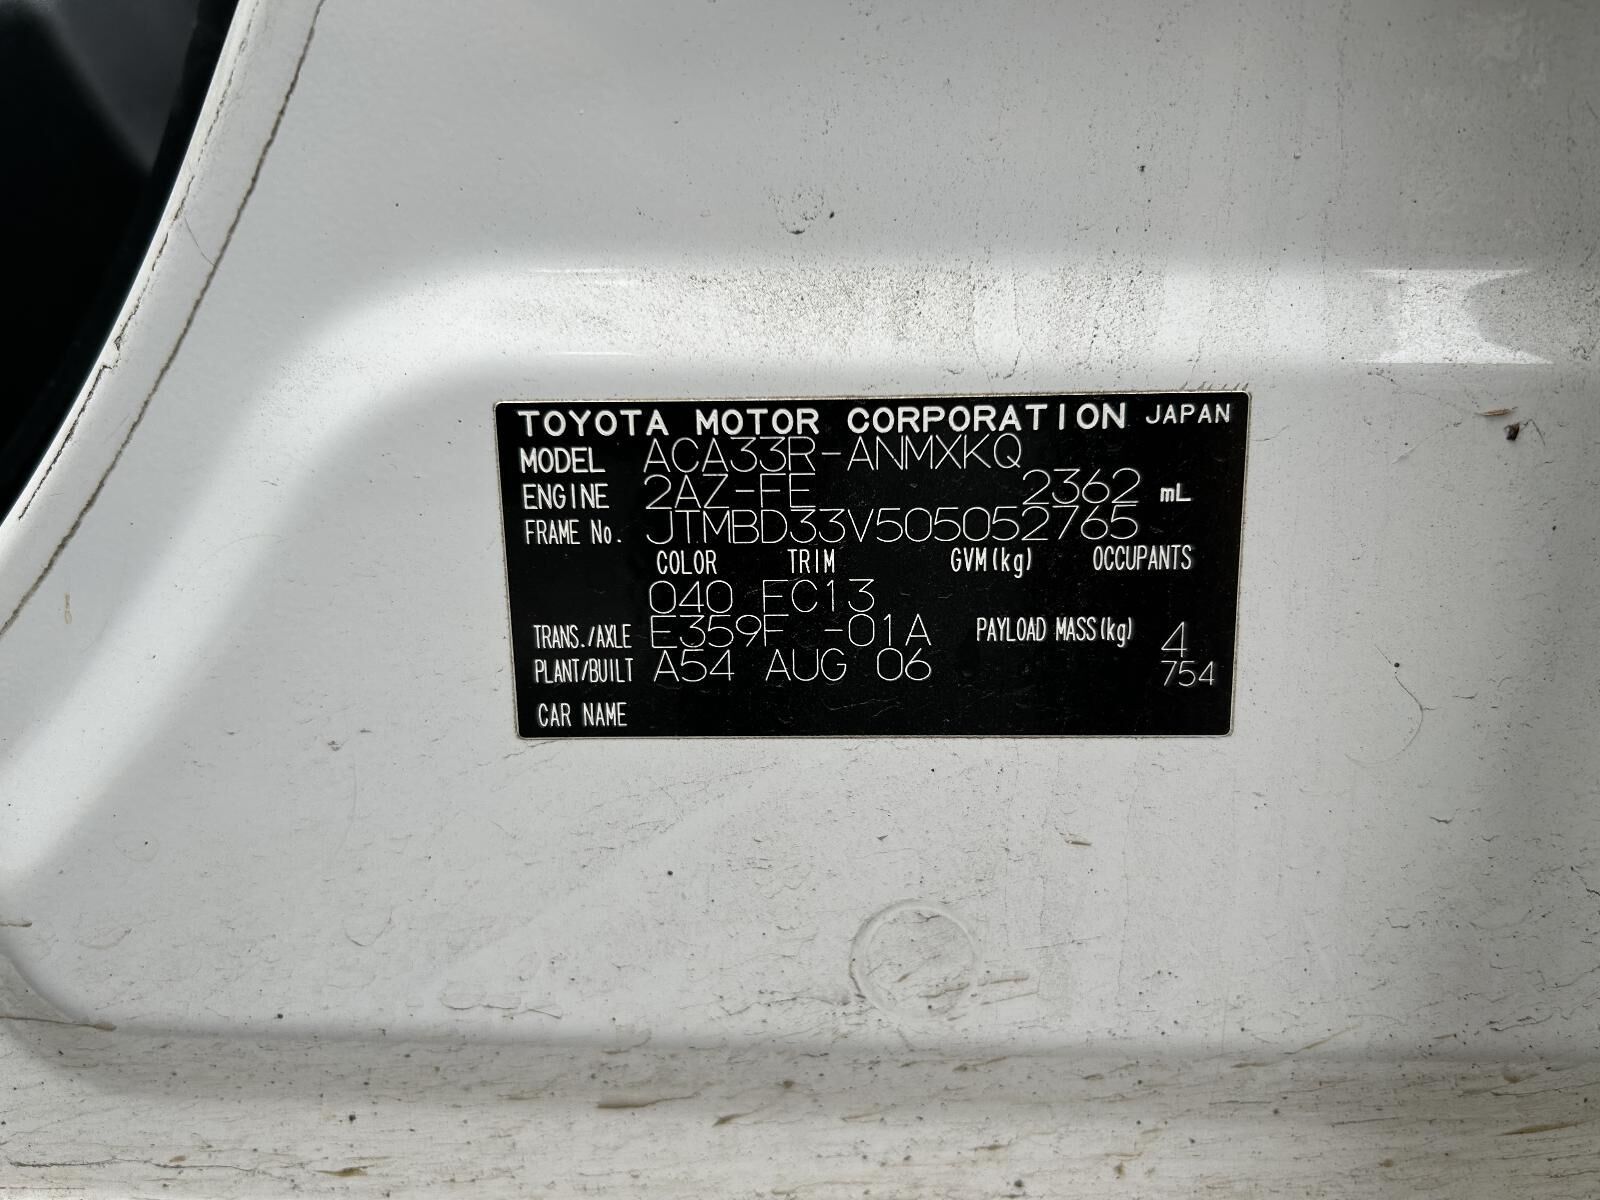 TOYOTA MOTOR CORPORATION JAPAN
MODEL ACA33R-ANMXKQ
ENGINE 2AZ-FE 2362 mL
FRAME No. JTMBD33V505052765
COLOR TRIM GVM(kg) OCCUPANTS
040 FC13
TRANS./AXLE E359F -01A PAYLOAD MASS(kg) 4
PLANT/BUILT A54 AUG 06 754
CAR NAME